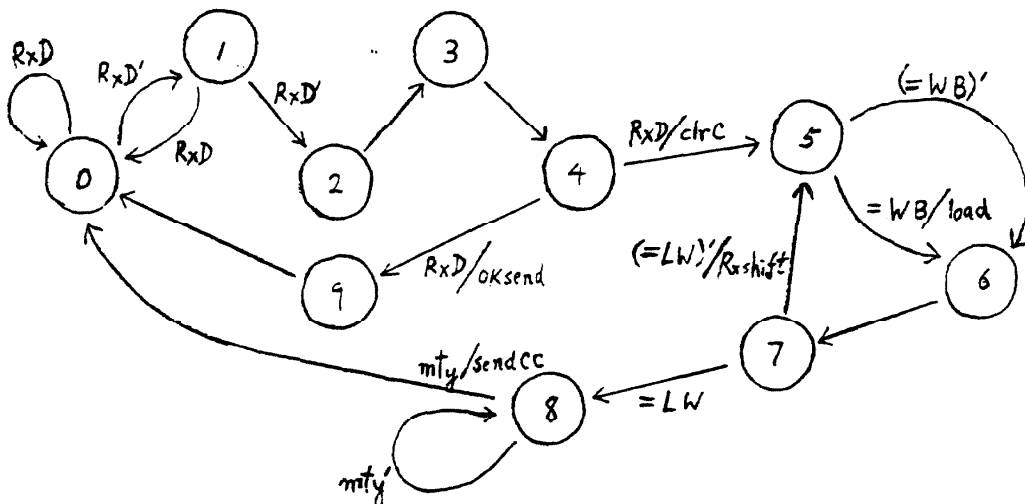 RxD
RxD'
1
3
(=WB)'
RxD'
RxD
RxD/clrC
5
0
2
4
=WB/load
(=LW)'/Rxshift
6
9
RxD/OKsend
7
mty/sendCC
8
=LW
mty'